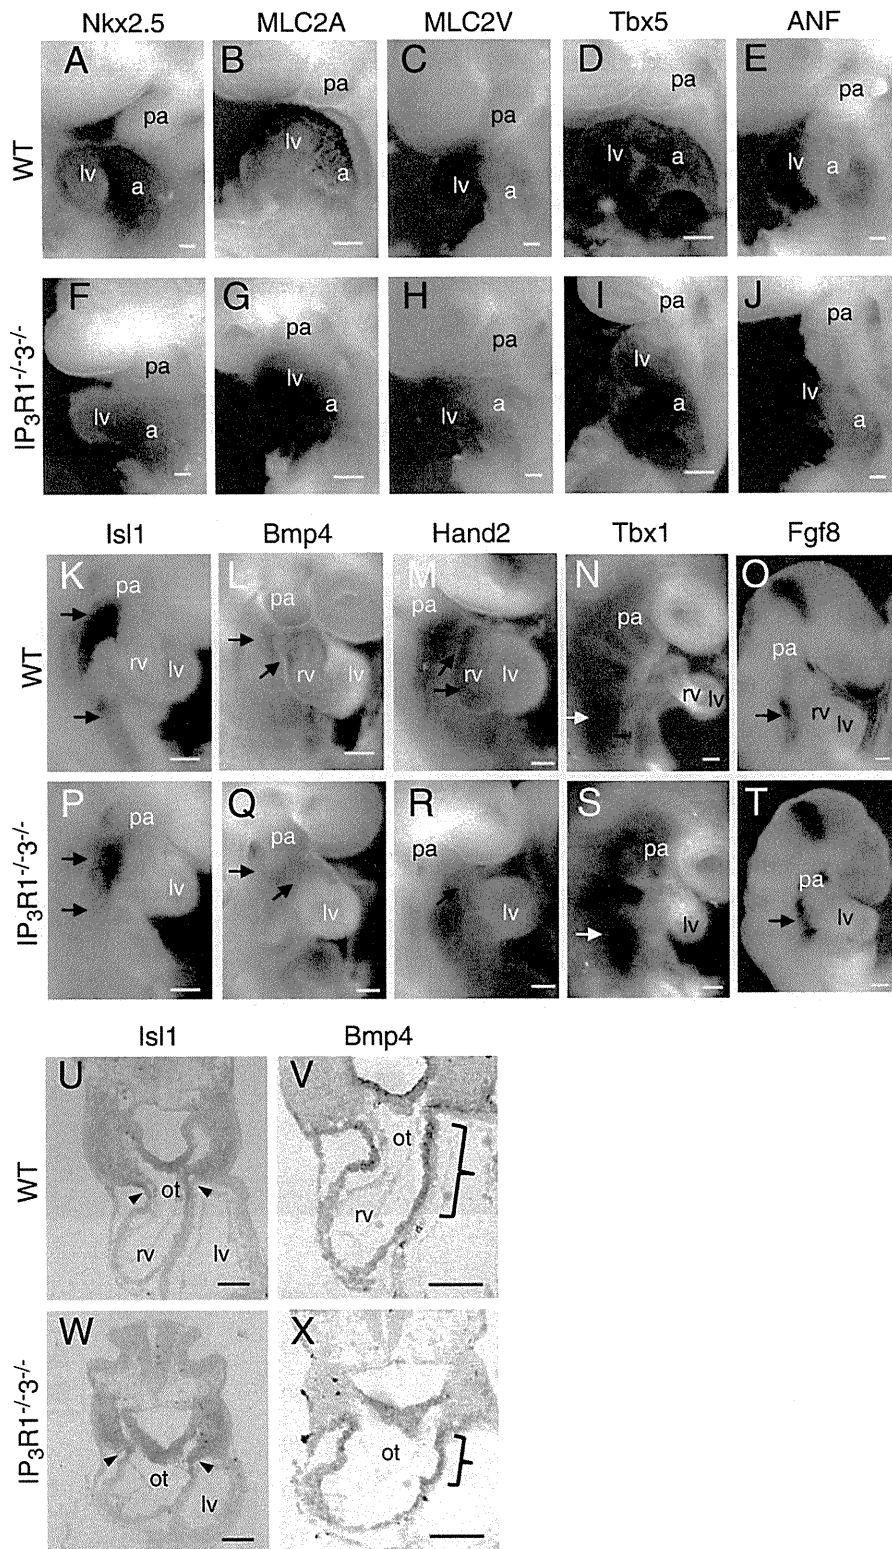 Nkx2.5 MLC2A MLC2V Tbx5 ANF
WT
A pa lv a
B pa lv a
C pa lv a
D pa lv a
E pa lv a
IP3R1-/-3-/-
F pa lv a
G pa lv a
H pa lv a
I pa lv a
J pa lv a
Isl1 Bmp4 Hand2 Tbx1 Fgf8
WT
K pa rv lv
L pa rv lv
M pa rv lv
N pa rv lv
O pa rv lv
IP3R1-/-3-/-
P pa lv
Q pa lv
R pa lv
S pa lv
T pa lv
Isl1 Bmp4
WT
U ot rv lv
V ot rv
IP3R1-/-3-/-
W ot lv
X ot